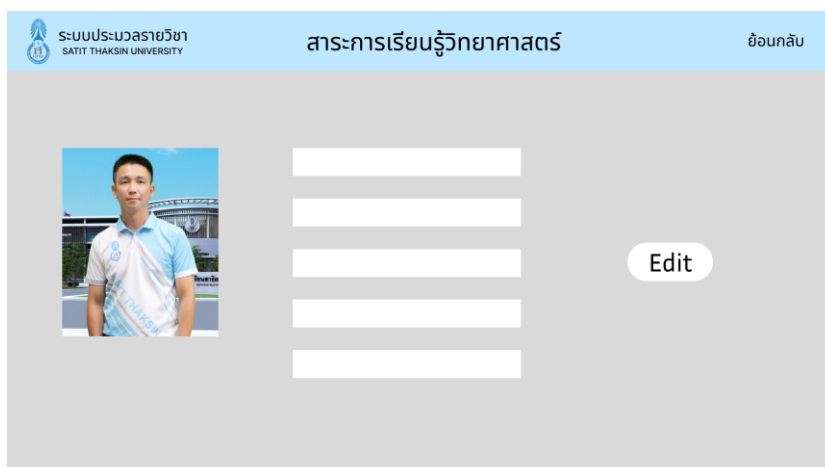 ระบบประมวลรายวิชา
SATIT THAKSIN UNIVERSITY
สาระการเรียนรู้วิทยาศาสตร์
ย้อนกลับ
Edit